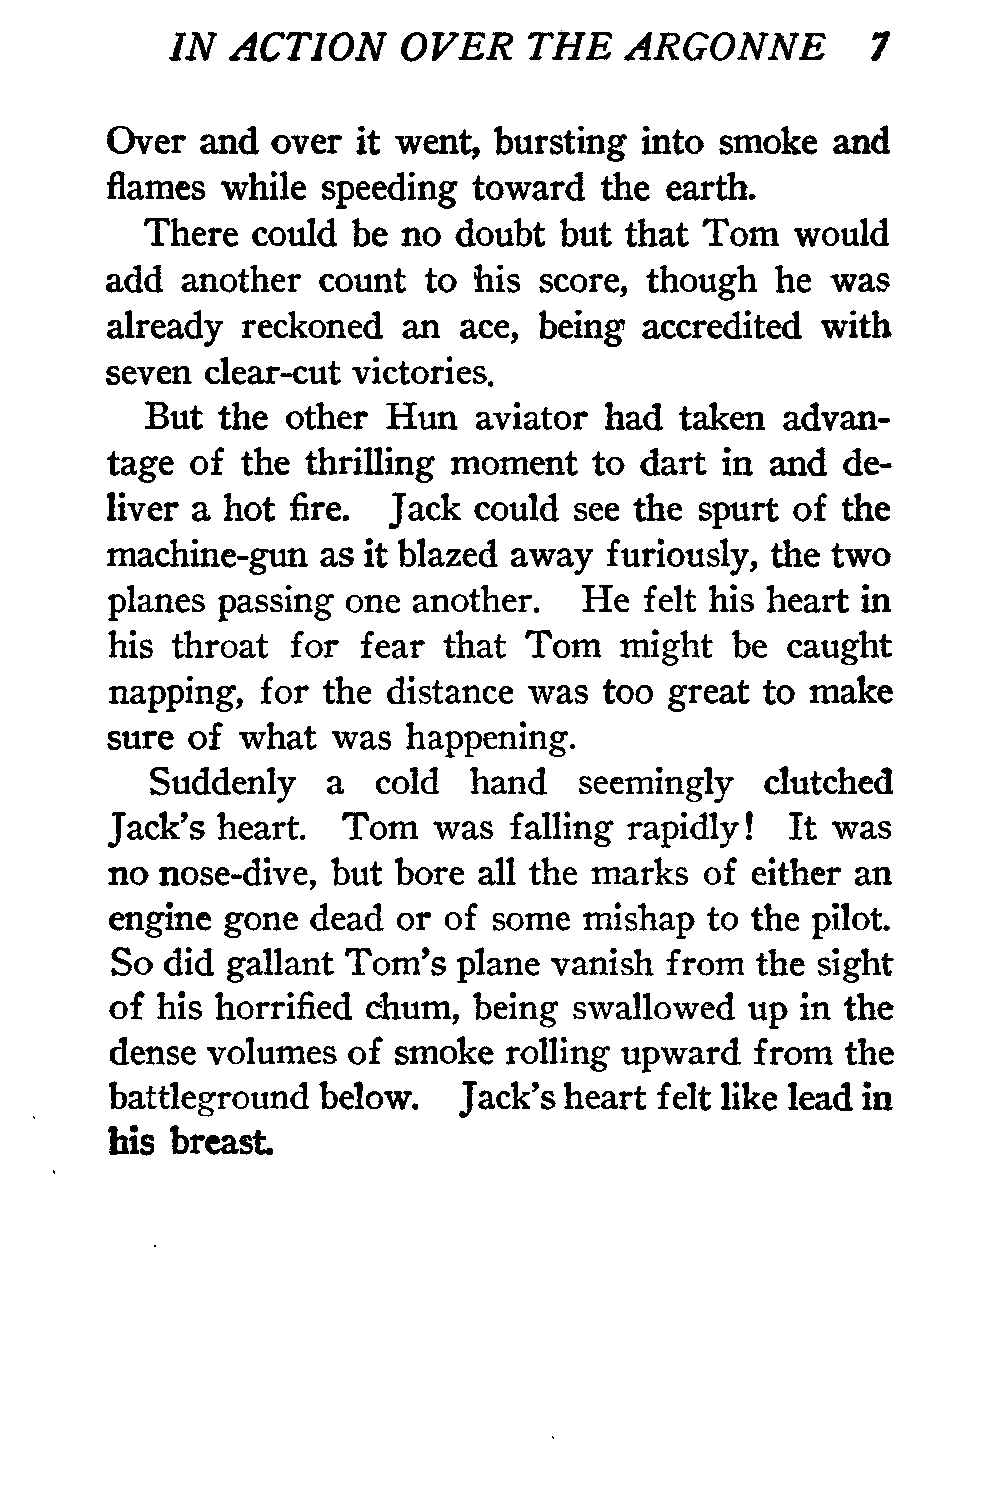 IN ACTION OVER THE ARGONNE 7
Over and over it went, bursting into smoke and
flames while speeding toward the earth.
There could be no doubt but that Tom would
add another count to his score, though he was
already reckoned an ace, being accredited with
seven clear-cut victories.
But the other Hun aviator had taken advan-
tage of the thrilling moment to dart in and de-
liver a hot fire. Jack could see the spurt of the
machine-gun as it blazed away furiously, the two
planes passing one another. He felt his heart in
his throat for fear that Tom might be caught
napping, for the distance was too great to make
sure of what was happening.
Suddenly a cold hand seemingly clutched
Jack's heart. Tom was falling rapidly! It was
no nose-dive, but bore all the marks of either an
engine gone dead or of some mishap to the pilot.
So did gallant Tom's plane vanish from the sight
of his horrified chum, being swallowed up in the
dense volumes of smoke rolling upward from the
battleground below. Jack's heart felt like lead in
his breast.